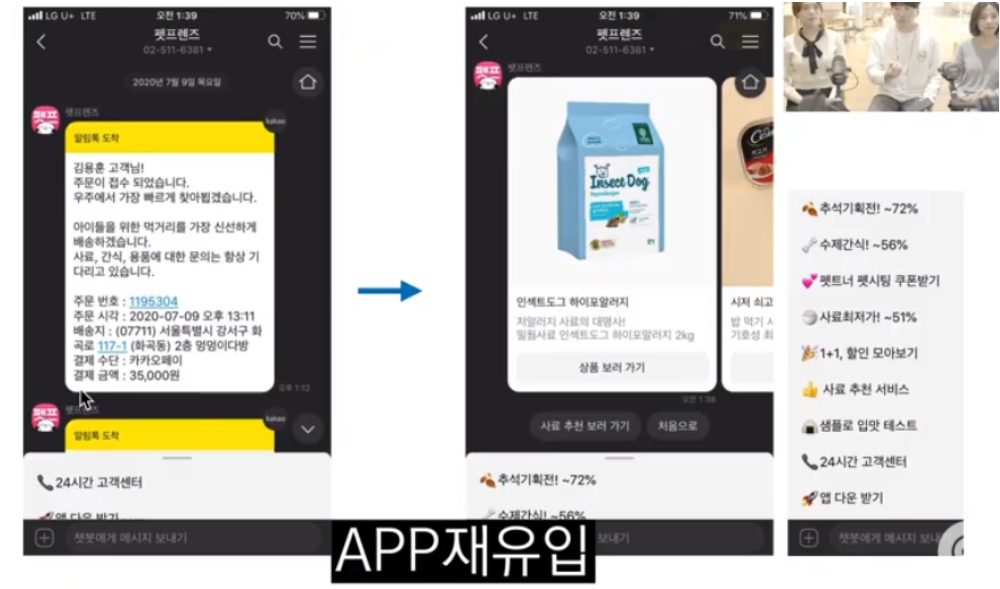 LG U+ LTE
오전 1:39
70%
펫프렌즈
02-511-6381
2020년 7월 9일 목요일
펫프렌즈
kakao
알림톡 도착
김용훈 고객님!
주문이 접수 되었습니다.
우주에서 가장 빠르게 찾아뵙겠습니다.
아이들을 위한 먹거리를 가장 신선하게
배송하겠습니다.
사료, 간식, 용품에 대한 문의는 항상 기
다리고 있습니다.
주문 번호 : 1195304
주문 시각 : 2020-07-09 오후 13:11
배송지 : (07711) 서울특별시 강서구 화
곡로 117-1 (화곡동) 2층 멍멍이다방
결제 수단 : 카카오페이
결제 금액 : 35,000원
오후 1:12
펫프렌즈
kakao
알림톡 도착
24시간 고객센터
앱 다운 받기
챗봇에게 메시지 보내기
LG U+ LTE
오전 1:39
71%
펫프렌즈
02-511-6381
펫프렌즈
Insect Dog
인섹트도그 하이포알러지
저알러지 사료의 대명사!
밀웜사료 인섹트도그 하이포알러지 2kg
상품 보러 가기
시저 쇠고
밥 먹기 시
기호성 최
오전 1:38
사료 추천 보러 가기
처음으로
추석기획전! ~72%
수제간식! ~56%
보내기
추석기획전! ~72%
수제간식! ~56%
펫트너 펫시팅 쿠폰받기
사료최저가! ~51%
1+1, 할인 모아보기
사료 추천 서비스
샘플로 입맛 테스트
24시간 고객센터
앱 다운 받기
챗봇에게 메시지 보내기
APP재유입